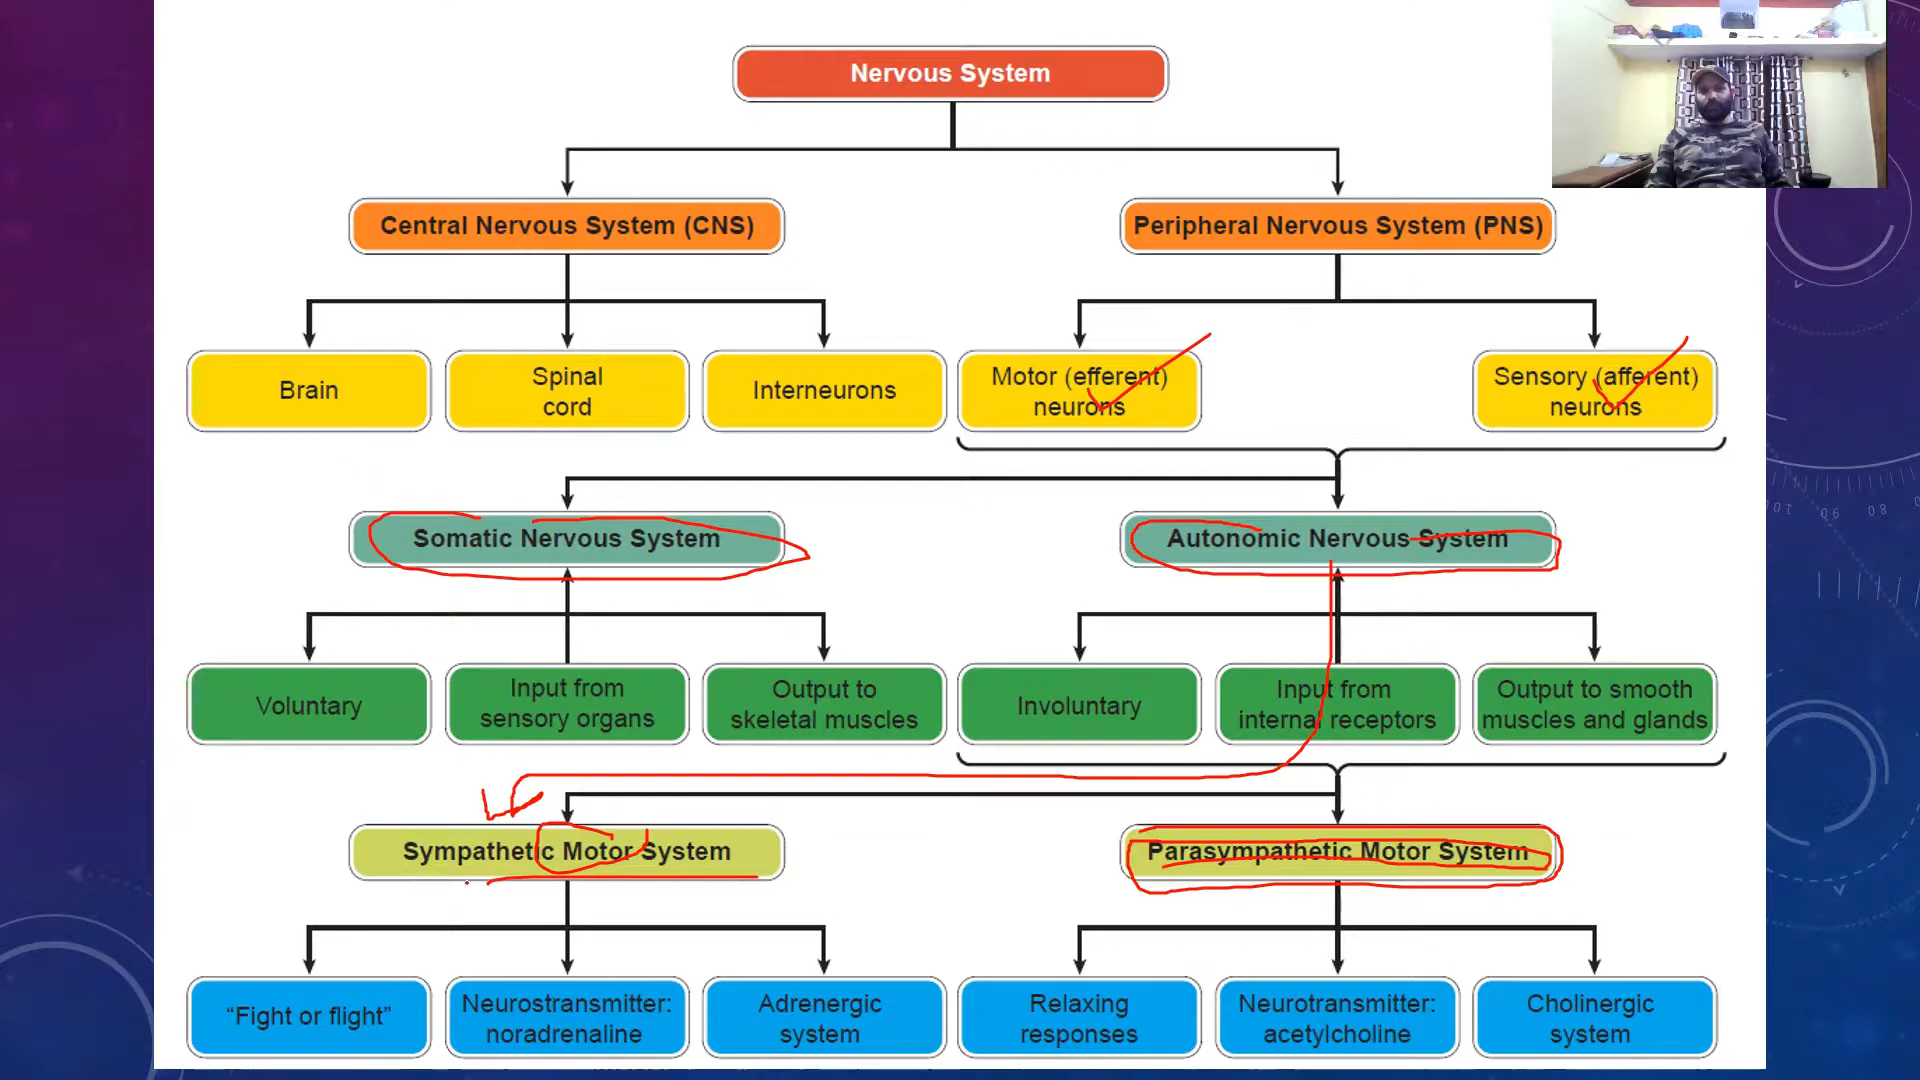 Nervous System
Central Nervous System (CNS)
Peripheral Nervous System (PNS)
Brain
Spinal
cord
Interneurons
Motor (efferent)
neurons
Sensory (afferent)
neurons
Somatic Nervous System
Autonomic Nervous System
Voluntary
Input from
sensory organs
Output to
skeletal muscles
Involuntary
Input from
internal receptors
Output to smooth
muscles and glands
Sympathetic Motor System
Parasympathetic Motor System
“Fight or flight”
Neurostransmitter:
noradrenaline
Adrenergic
system
Relaxing
responses
Neurotransmitter:
acetylcholine
Cholinergic
system